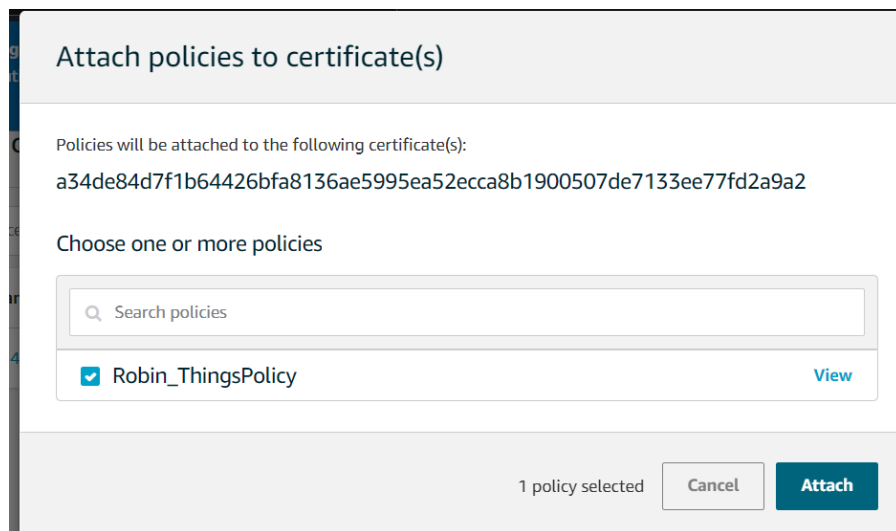 Attach policies to certificate(s)
Policies will be attached to the following certificate(s):
a34de84d7f1b64426bfa8136ae5995ea52ecca8b1900507de7133ee77fd2a9a2
Choose one or more policies
Search policies
Robin_ThingsPolicy View
1 policy selected Cancel Attach